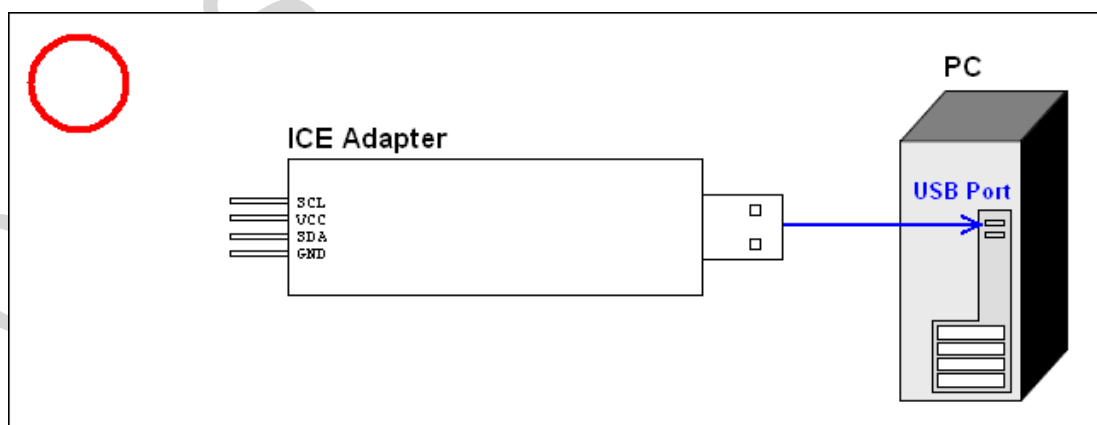 PC
ICE Adapter
USB Port
SCL
VCC
SDA
GND